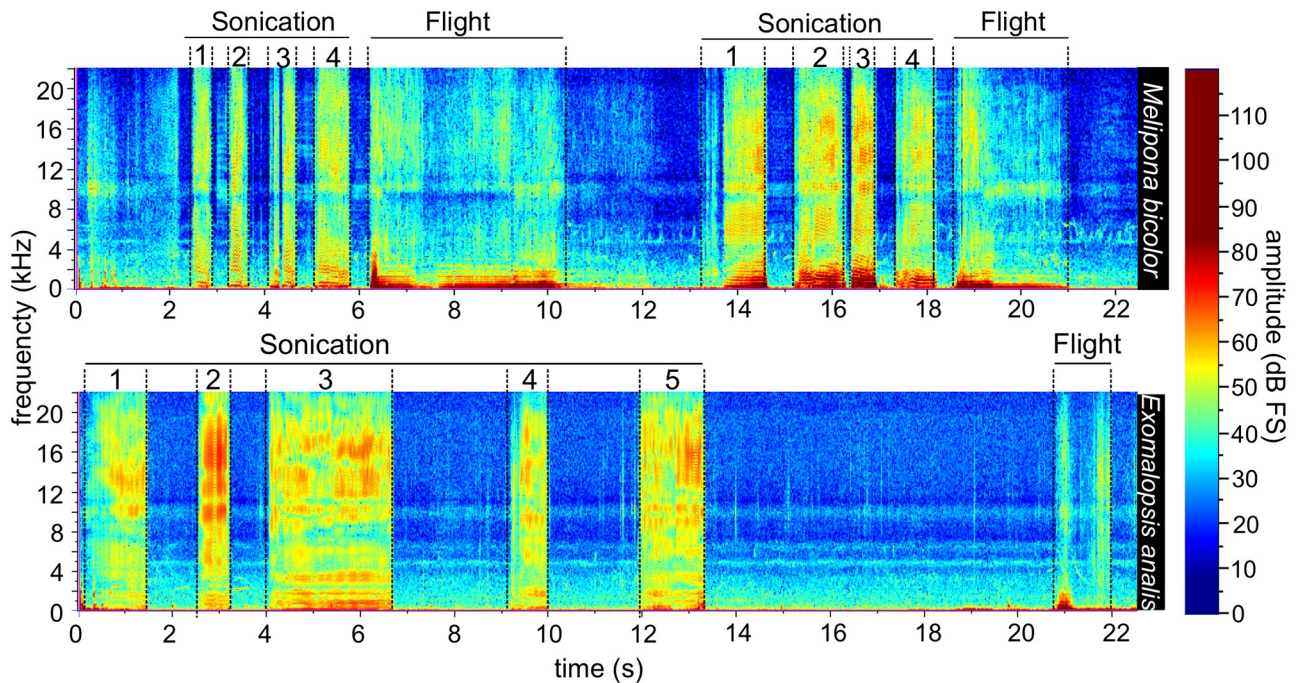 Sonication Flight Sonication Flight
1 2 3 4 1 2 3 4
20
16
12
8
4
0
0 2 4 6 8 10 12 14 16 18 20 22
Melipona bicolor
Sonication Flight
1 2 3 4 5
20
16
12
8
4
0
0 2 4 6 8 10 12 14 16 18 20 22
Exomalopsis analis
frequency (kHz)
time (s)
110
100
90
80
70
60
50
40
30
20
10
0
amplitude (dB FS)